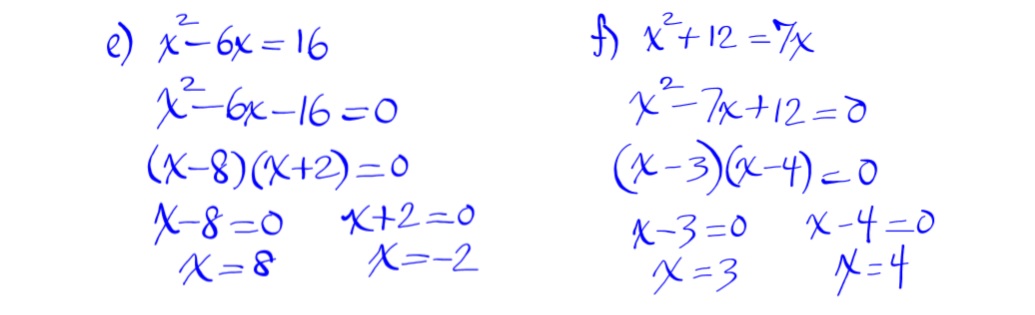 e) x²-6x=16
x²-6x-16=0
(x-8)(x+2)=0
x-8=0 x+2=0
x=8 x=-2
f) x²+12=7x
x²-7x+12=0
(x-3)(x-4)=0
x-3=0 x-4=0
x=3 x=4